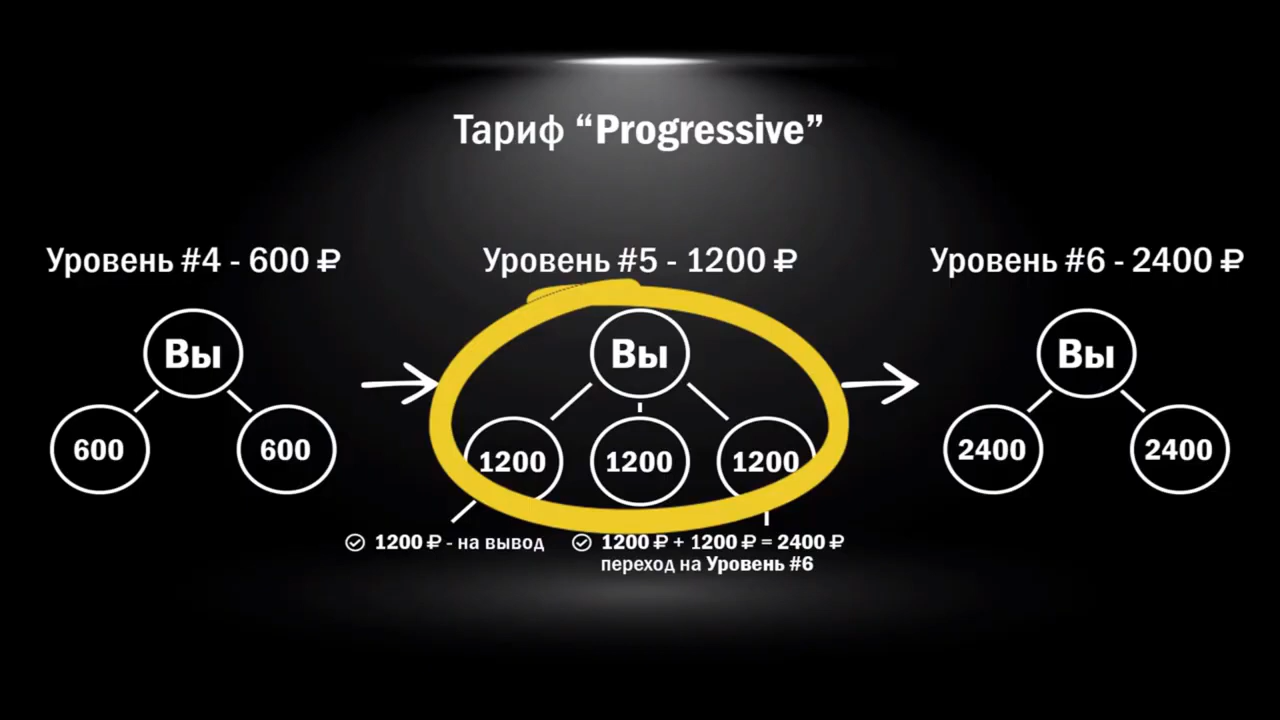 Тариф “Progressive”
Уровень #4 - 600 ₽
Уровень #5 - 1200 ₽
Уровень #6 - 2400 ₽
Вы
Вы
Вы
600
600
1200
1200
1200
2400
2400
1200 ₽ - на вывод
1200 ₽ + 1200 ₽ = 2400 ₽
переход на Уровень #6